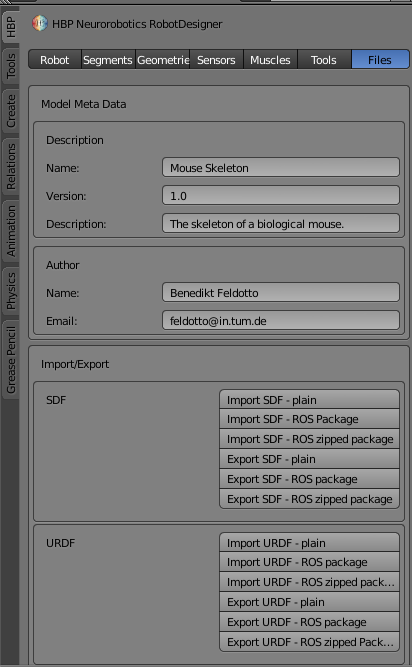 HBP Neurorobotics RobotDesigner
Robot Segments Geometrie Sensors Muscles Tools Files
Model Meta Data
Description
Name: Mouse Skeleton
Version: 1.0
Description: The skeleton of a biological mouse.
Author
Name: Benedikt Feldotto
Email: feldotto@in.tum.de
Import/Export
SDF
Import SDF - plain
Import SDF - ROS Package
Import SDF - ROS zipped package
Export SDF - plain
Export SDF - ROS package
Export SDF - ROS zipped package
URDF
Import URDF - plain
Import URDF - ROS package
Import URDF - ROS zipped pack...
Export URDF - plain
Export URDF - ROS package
Export URDF - ROS zipped Pack...
HBP
Tools
Create
Relations
Animation
Physics
Grease Pencil